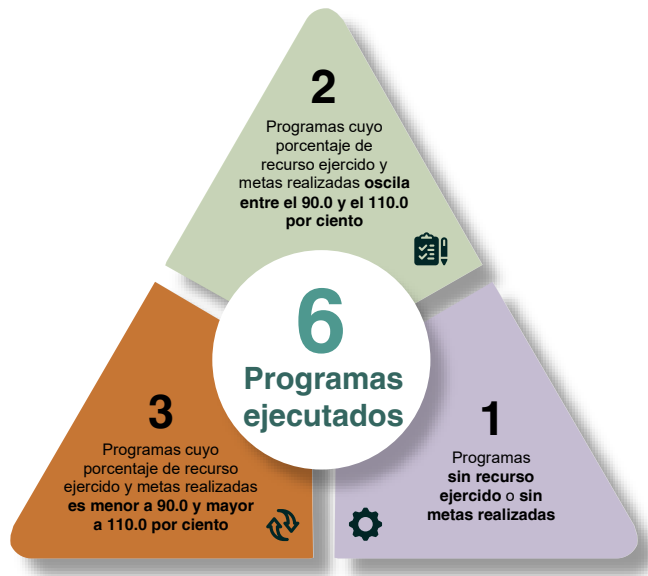 2
Programas cuyo
porcentaje de
recurso ejercido y
metas realizadas oscila
entre el 90.0 y el 110.0
por ciento
6
Programas
ejecutados
3
Programas cuyo
porcentaje de recurso
ejercido y metas realizadas
es menor a 90.0 y mayor
a 110.0 por ciento
1
Programas
sin recurso
ejercido o sin
metas realizadas